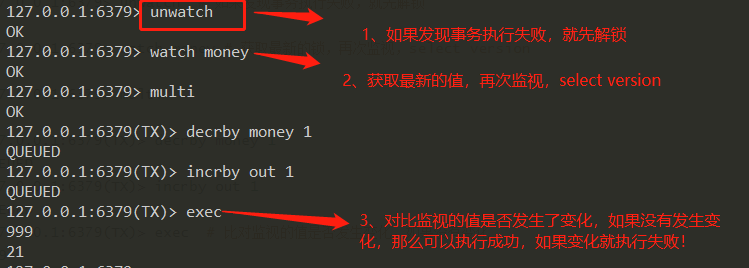 127.0.0.1:6379> unwatch
OK
1、如果发现事务执行失败，就先解锁
127.0.0.1:6379> watch money
OK
2、获取最新的值，再次监视，select version
127.0.0.1:6379> multi
OK
127.0.0.1:6379(TX)> decrby money 1
QUEUED
127.0.0.1:6379(TX)> incrby out 1
QUEUED
127.0.0.1:6379(TX)> exec
3、对比监视的值是否发生了变化，如果没有发生变
化，那么可以执行成功，如果变化就执行失败！
999
21